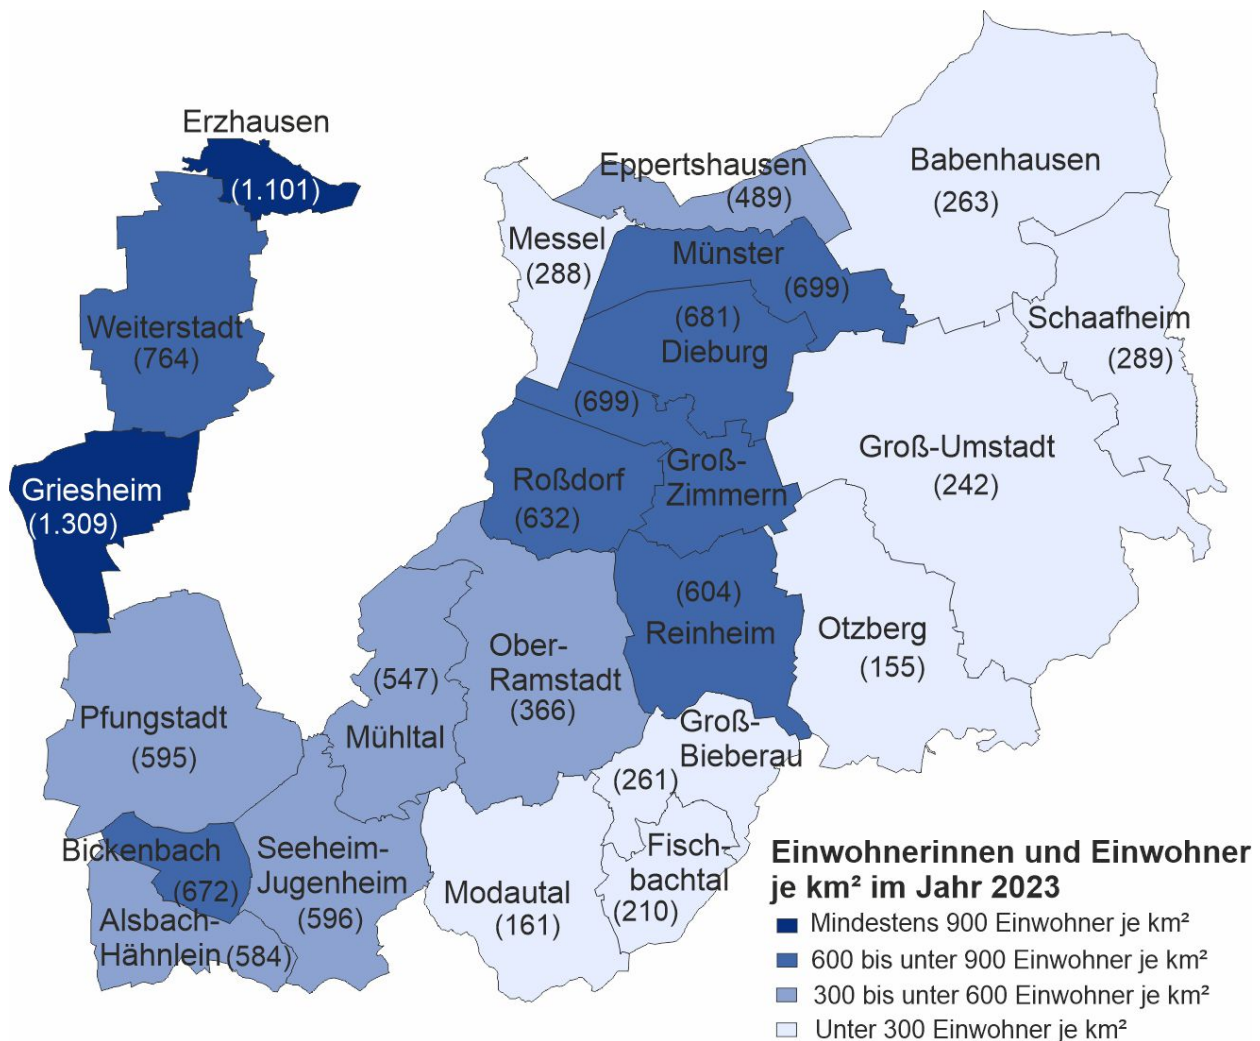 Erzhausen
(1.101)
Eppertshausen
(489)
Babenhausen
(263)
Messel
(288)
Münster
(699)
Weiterstadt
(764)
(681)
Dieburg
Schaafheim
(289)
(699)
Groß-
Zimmern
Groß-Umstadt
(242)
Roßdorf
(632)
Griesheim
(1.309)
(604)
Reinheim
Otzberg
(155)
Ober-
Ramstadt
(366)
(547)
Mühltal
Pfungstadt
(595)
Groß-
Bieberau
(261)
Bickenbach
(672)
Seeheim-
Jugenheim
(596)
Modautal
(161)
Fisch-
bachtal
(210)
Alsbach-
Hähnlein (584)
Einwohnerinnen und Einwohner
je km² im Jahr 2023
Mindestens 900 Einwohner je km²
600 bis unter 900 Einwohner je km²
300 bis unter 600 Einwohner je km²
Unter 300 Einwohner je km²